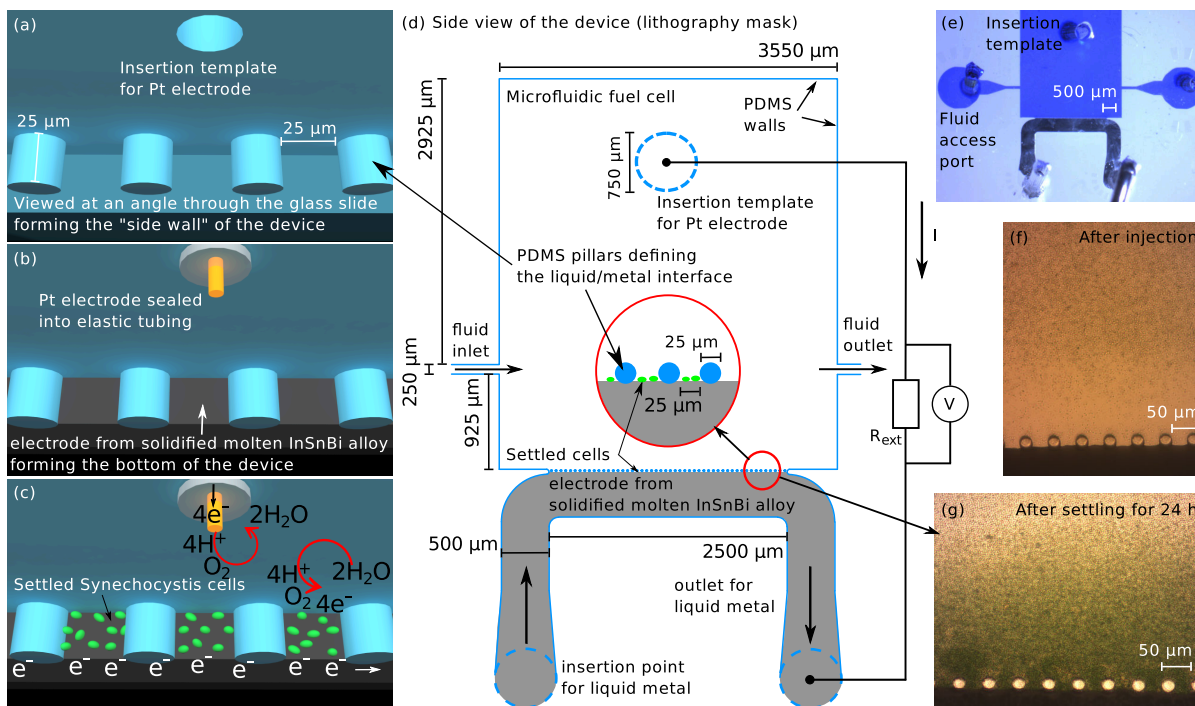 (a)
Insertion template
for Pt electrode
25 µm
25 µm
Viewed at an angle through the glass slide
forming the "side wall" of the device
(b)
Pt electrode sealed
into elastic tubing
electrode from solidified molten InSnBi alloy
forming the bottom of the device
(c)
4e⁻
2H₂O
4H⁺
O₂
4H⁺
2H₂O
O₂
4e⁻
Settled Synechocystis cells
e⁻ e⁻ e⁻ e⁻ e⁻ e⁻ e⁻
(d) Side view of the device (lithography mask)
3550 µm
Microfluidic fuel cell
PDMS
walls
2925 µm
750 µm
Insertion template
for Pt electrode
PDMS pillars defining
the liquid/metal interface
fluid
inlet
fluid
outlet
250 µm
925 µm
25 µm
25 µm
Settled cells
electrode from
solidified molten InSnBi alloy
500 µm
2500 µm
outlet for
liquid metal
insertion point
for liquid metal
I
V
Rext
(e)
Insertion
template
500 µm
Fluid
access
port
(f)
After injection
50 µm
(g)
After settling for 24 h
50 µm